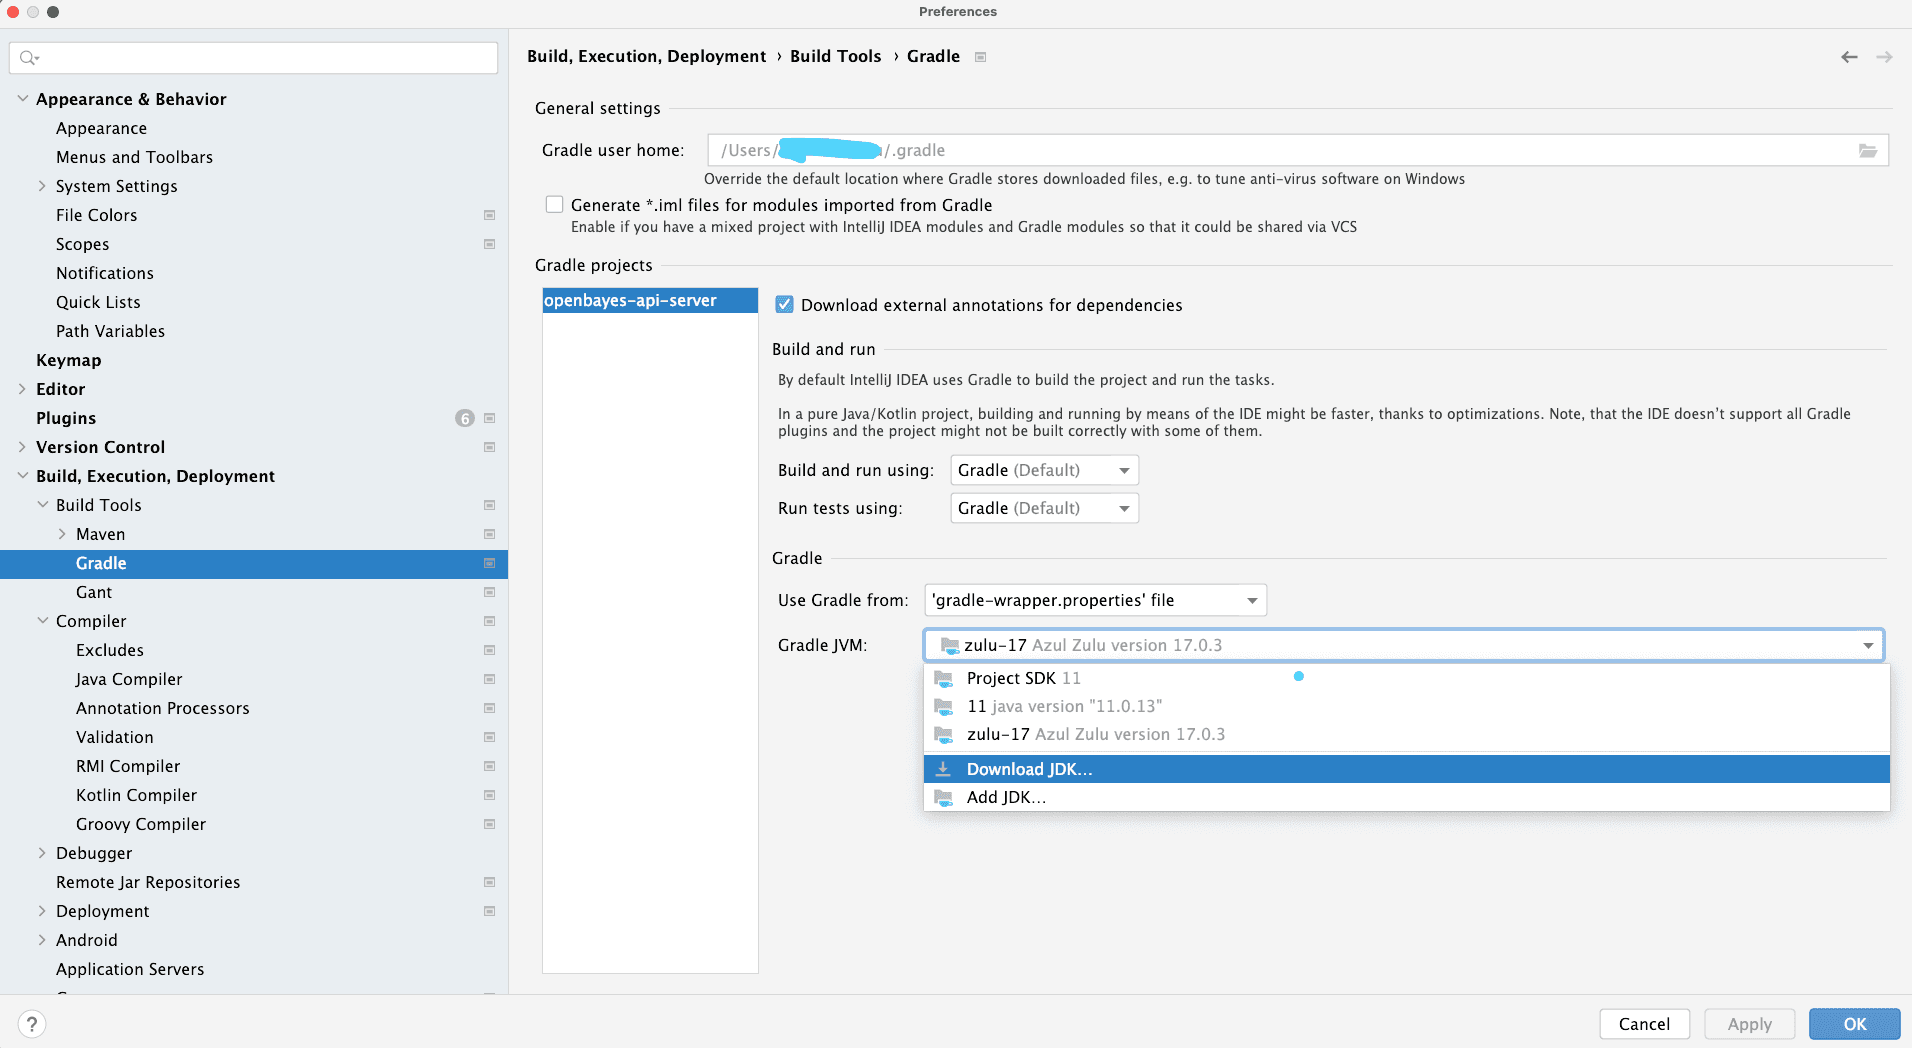 Preferences
Appearance & Behavior
Appearance
Menus and Toolbars
System Settings
File Colors
Scopes
Notifications
Quick Lists
Path Variables
Keymap
Editor
Plugins 6
Version Control
Build, Execution, Deployment
Build Tools
Maven
Gradle
Gant
Compiler
Excludes
Java Compiler
Annotation Processors
Validation
RMI Compiler
Kotlin Compiler
Groovy Compiler
Debugger
Remote Jar Repositories
Deployment
Android
Application Servers
Build, Execution, Deployment › Build Tools › Gradle
General settings
Gradle user home: /Users/ /.gradle
Override the default location where Gradle stores downloaded files, e.g. to tune anti-virus software on Windows
Generate *.iml files for modules imported from Gradle
Enable if you have a mixed project with IntelliJ IDEA modules and Gradle modules so that it could be shared via VCS
Gradle projects
openbayes-api-server
Download external annotations for dependencies
Build and run
By default IntelliJ IDEA uses Gradle to build the project and run the tasks.
In a pure Java/Kotlin project, building and running by means of the IDE might be faster, thanks to optimizations. Note, that the IDE doesn't support all Gradle
plugins and the project might not be built correctly with some of them.
Build and run using: Gradle (Default)
Run tests using: Gradle (Default)
Gradle
Use Gradle from: 'gradle-wrapper.properties' file
Gradle JVM: zulu-17 Azul Zulu version 17.0.3
Project SDK 11
11 java version "11.0.13"
zulu-17 Azul Zulu version 17.0.3
Download JDK...
Add JDK...
?
Cancel
Apply
OK